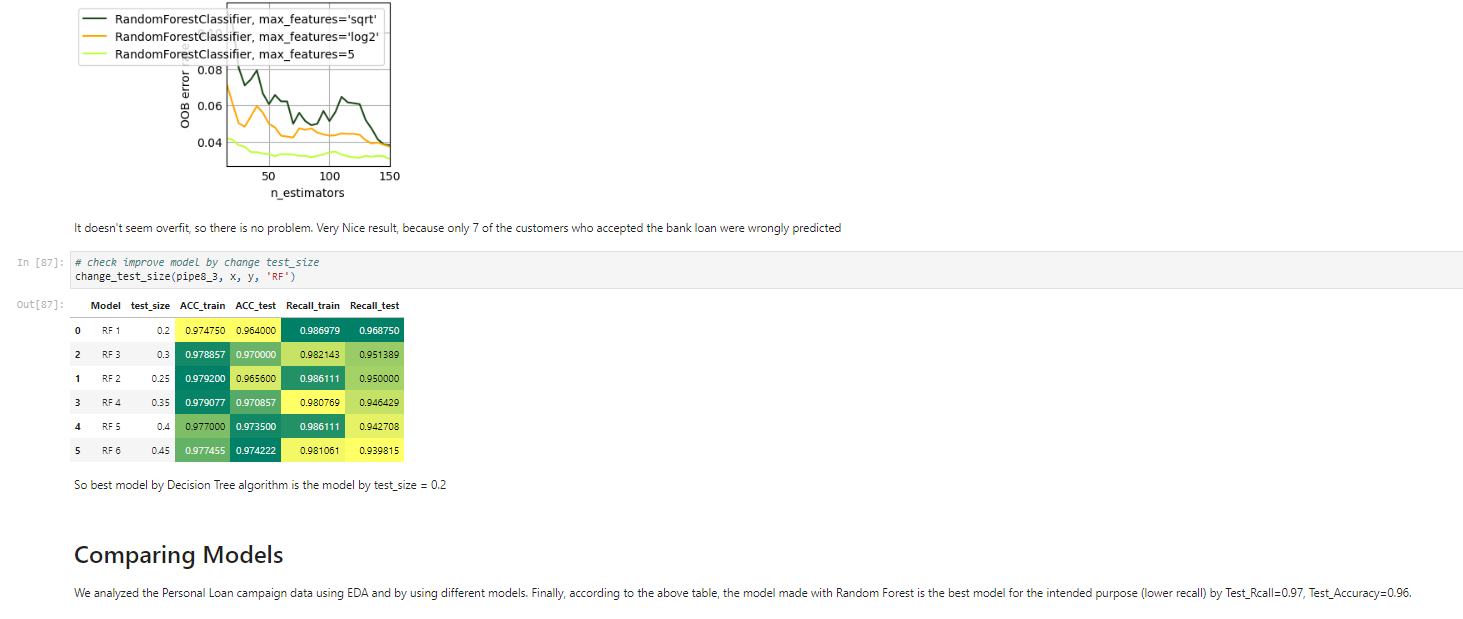 RandomForestClassifier, max_features='sqrt'
RandomForestClassifier, max_features='log2'
RandomForestClassifier, max_features=5
OOB error
0.08
0.06
0.04
50 100 150
n_estimators
It doesn't seem overfit, so there is no problem. Very Nice result, because only 7 of the customers who accepted the bank loan were wrongly predicted
In [87]: # check improve model by change test_size
change_test_size(pipe8_3, x, y, 'RF')
Out[87]: Model test_size ACC_train ACC_test Recall_train Recall_test
0 RF 1 0.2 0.974750 0.964000 0.986979 0.968750
2 RF 3 0.3 0.978857 0.970000 0.982143 0.951389
1 RF 2 0.25 0.979200 0.965600 0.986111 0.950000
3 RF 4 0.35 0.979077 0.970857 0.980769 0.946429
4 RF 5 0.4 0.977000 0.973500 0.986111 0.942708
5 RF 6 0.45 0.977455 0.974222 0.981061 0.939815
So best model by Decision Tree algorithm is the model by test_size = 0.2
Comparing Models
We analyzed the Personal Loan campaign data using EDA and by using different models. Finally, according to the above table, the model made with Random Forest is the best model for the intended purpose (lower recall) by Test_Rcall=0.97, Test_Accuracy=0.96.